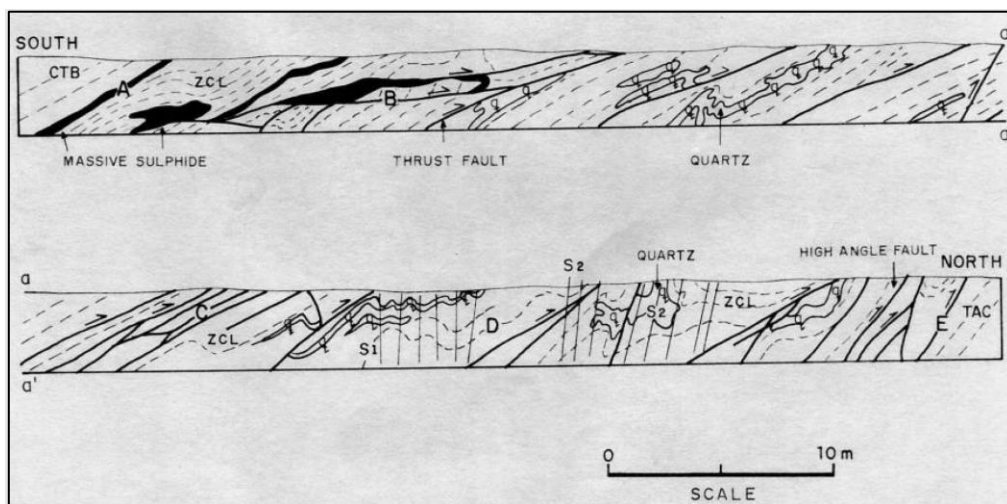 SOUTH
a
CTB
A
ZCL
B
q
q
q
q
q
q
q
q
q
a'
MASSIVE SULPHIDE
THRUST FAULT
QUARTZ
QUARTZ
HIGH ANGLE FAULT
NORTH
a
S2
C
ZCL
q
q
S1
D
q
S2
q
ZCL
q
q
E
TAC
a'
0
10 m
SCALE